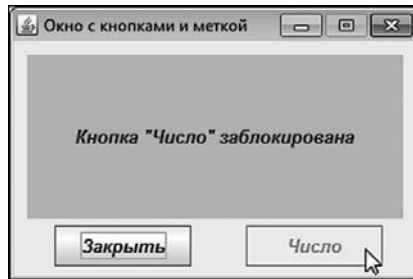 Окно с кнопками и меткой
Кнопка "Число" заблокирована
Закрыть
Число